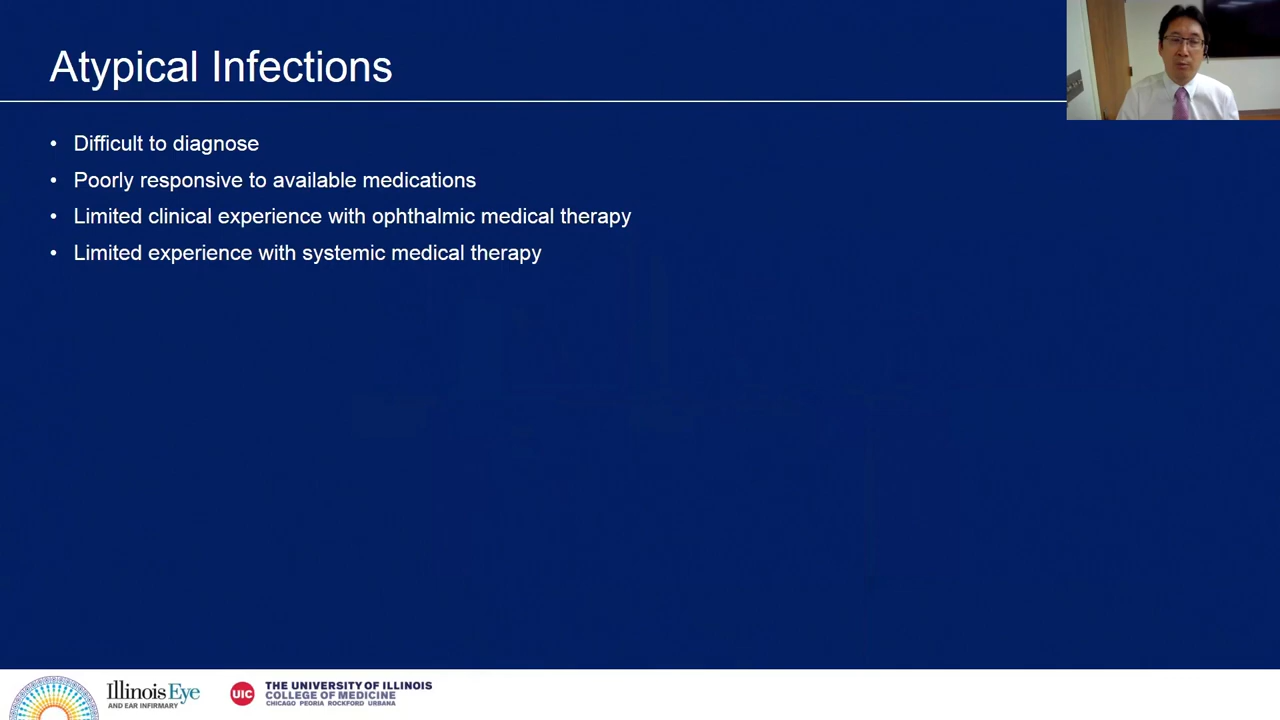 Atypical Infections
• Difficult to diagnose
• Poorly responsive to available medications
• Limited clinical experience with ophthalmic medical therapy
• Limited experience with systemic medical therapy
Illinois Eye
AND EAR INFIRMARY
UIC
THE UNIVERSITY OF ILLINOIS
COLLEGE OF MEDICINE
CHICAGO PEORIA ROCKFORD URBANA